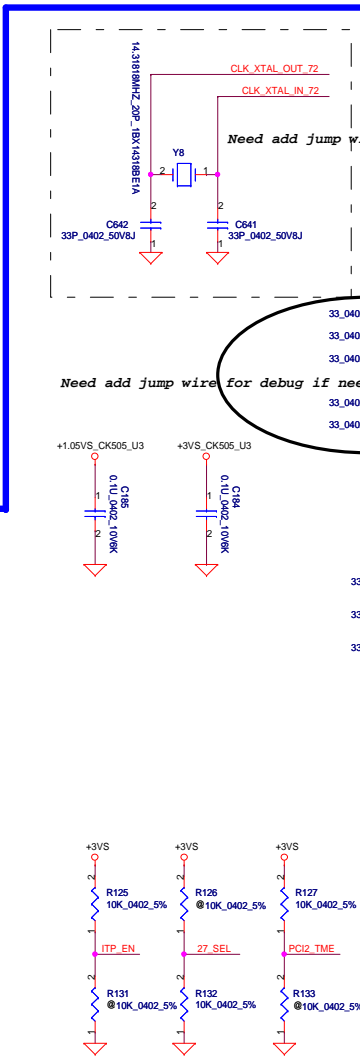 CLK_XTAL_OUT_72
CLK_XTAL_IN_72
14.31818MHZ_20P_1BX14318BE1A
Need add jump wi
Y8
2 1
2 2
C642
33P_0402_50V8J
C641
33P_0402_50V8J
1 1
33_040
33_040
33_040
Need add jump wire for debug if nee
33_040
33_040
+1.05VS_CK505_U3
+3VS_CK505_U3
C185
0.1U_0402_10V6K
C184
0.1U_0402_10V6K
1 1
2 2
33
33
33
+3VS +3VS +3VS
2 2 2
R125
10K_0402_5%
R126
@10K_0402_5%
R127
10K_0402_5%
1 1 1
ITP_EN
27_SEL
PCI2_TME
2 2 2
R131
@10K_0402_5%
R132
10K_0402_5%
R133
@10K_0402_5%
1 1 1